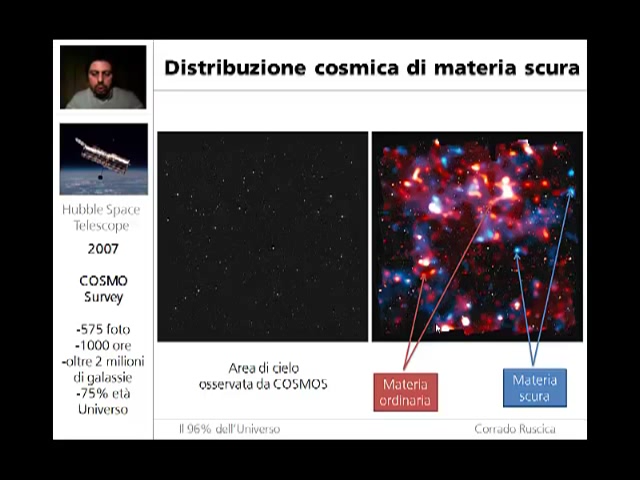 Distribuzione cosmica di materia scura
Hubble Space
Telescope
2007
COSMO
Survey
-575 foto
-1000 ore
-oltre 2 milioni
di galassie
-75% età
Universo
Area di cielo
osservata da COSMOS
Materia
ordinaria
Materia
scura
Il 96% dell'Universo
Corrado Ruscica